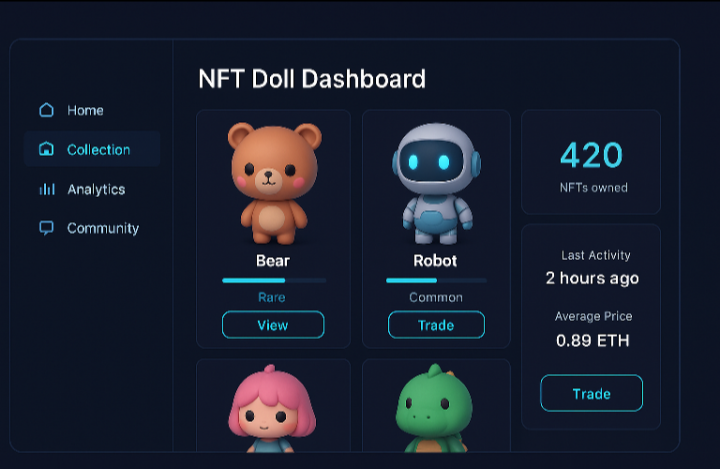 NFT Doll Dashboard
Home
Collection
Analytics
Community
Bear
Rare
View
Robot
Common
Trade
420
NFTs owned
Last Activity
2 hours ago
Average Price
0.89 ETH
Trade